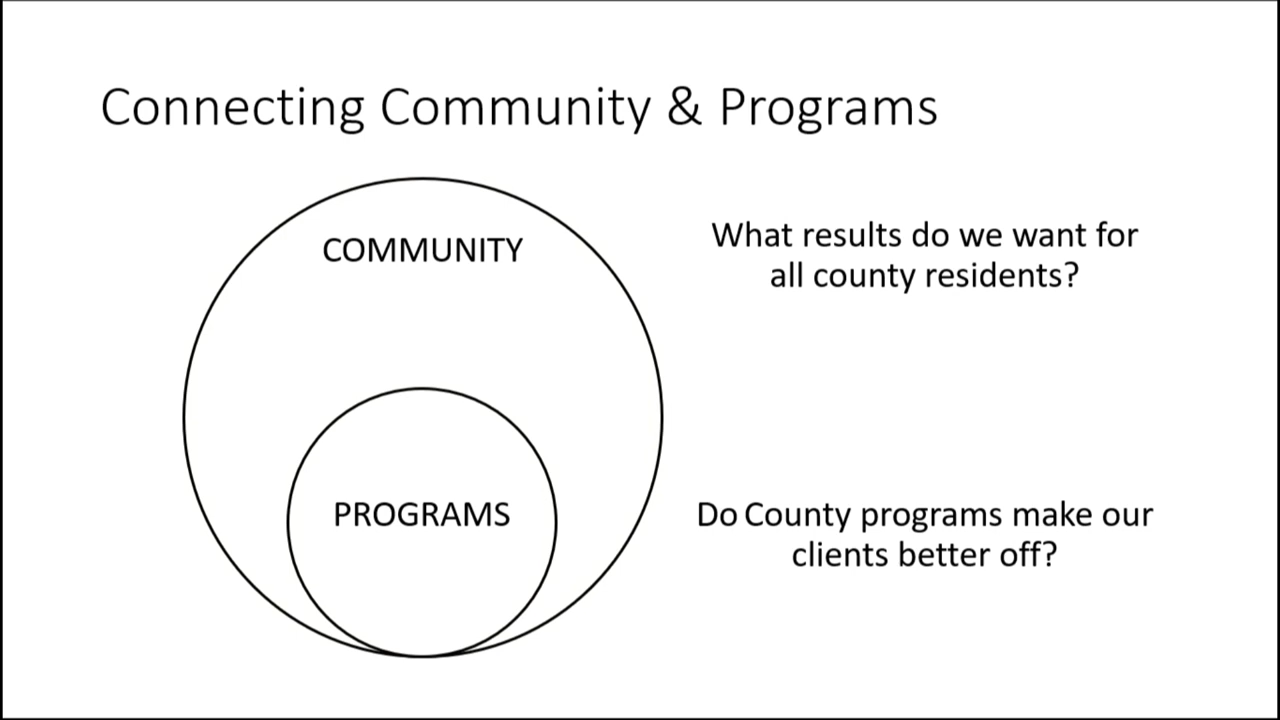 Connecting Community & Programs
COMMUNITY
What results do we want for
all county residents?
PROGRAMS
Do County programs make our
clients better off?